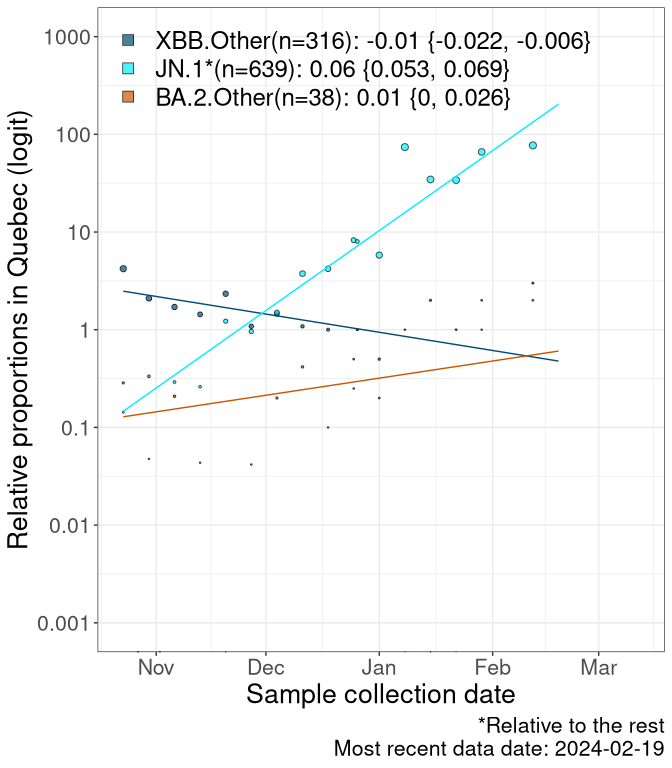 XBB.Other(n=316): -0.01 {-0.022, -0.006}
JN.1*(n=639): 0.06 {0.053, 0.069}
BA.2.Other(n=38): 0.01 {0, 0.026}
Relative proportions in Quebec (logit)
1000
100
10
1
0.1
0.01
0.001
Nov Dec Jan Feb Mar
Sample collection date
*Relative to the rest
Most recent data date: 2024-02-19